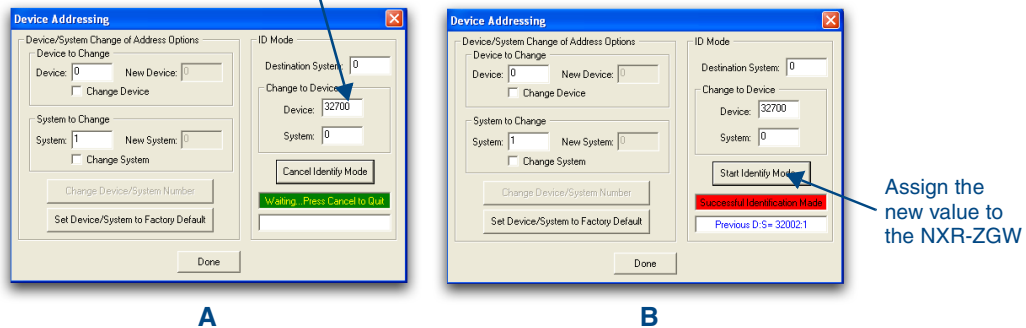 Device Addressing
Device/System Change of Address Options
Device to Change
Device: 0 New Device: 0
Change Device
System to Change
System: 1 New System: 0
Change System
Change Device/System Number
Set Device/System to Factory Default
ID Mode
Destination System: 0
Change to Device
Device: 32700
System: 0
Cancel Identify Mode
Waiting...Press Cancel to Quit
Done
A
Device Addressing
Device/System Change of Address Options
Device to Change
Device: 0 New Device: 0
Change Device
System to Change
System: 1 New System: 0
Change System
Change Device/System Number
Set Device/System to Factory Default
ID Mode
Destination System: 0
Change to Device
Device: 32700
System: 0
Start Identify Mode
Successful Identification Made
Previous D:S= 32002:1
Done
B
Assign the
new value to
the NXR-ZGW